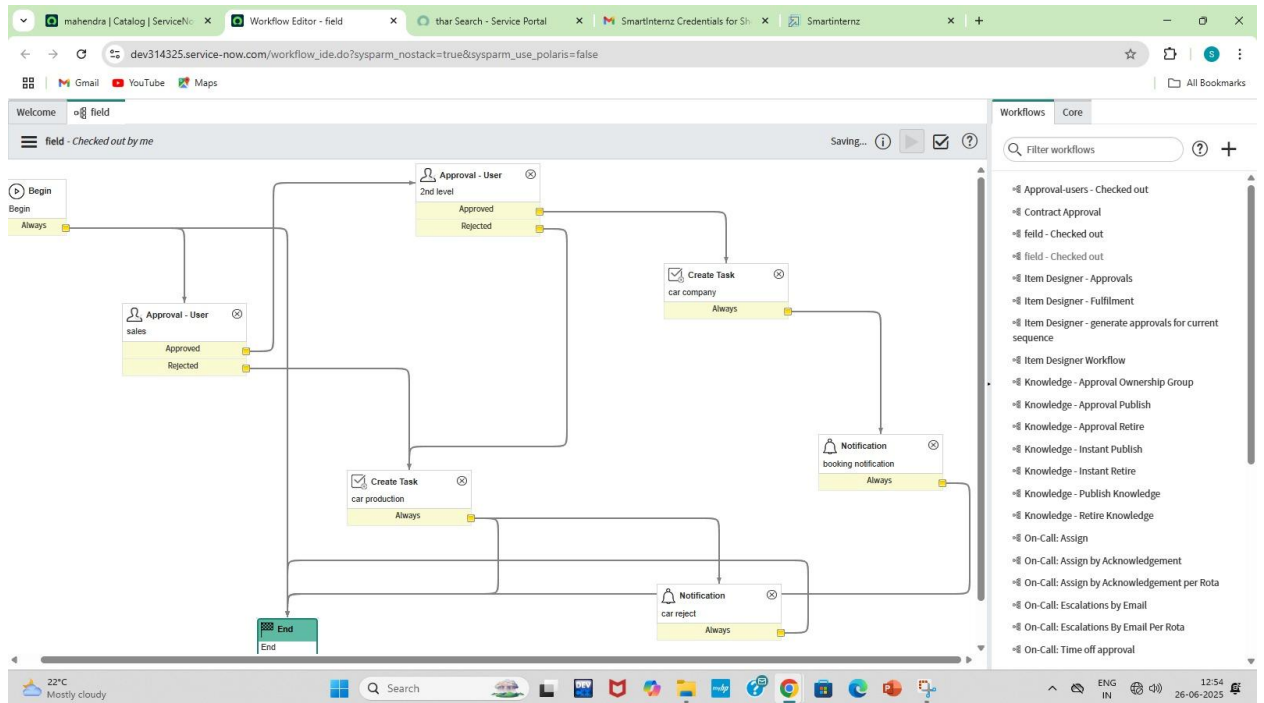 mahendra | Catalog | ServiceNo
Workflow Editor - field
thar Search - Service Portal
SmartInternz Credentials for Sh
Smartinternz
dev314325.service-now.com/workflow_ide.do?sysparm_nostack=true&sysparm_use_polaris=false
S
Gmail
YouTube
Maps
All Bookmarks
Welcome
field
field - Checked out by me
Saving...
Begin
Begin
Always
Approval - User
2nd level
Approved
Rejected
Create Task
car company
Always
Approval - User
sales
Approved
Rejected
Notification
booking notification
Always
Create Task
car production
Always
Notification
car reject
Always
End
End
Workflows
Core
Filter workflows
Approval-users - Checked out
Contract Approval
feild - Checked out
field - Checked out
Item Designer - Approvals
Item Designer - Fulfilment
Item Designer - generate approvals for current
sequence
Item Designer Workflow
Knowledge - Approval Ownership Group
Knowledge - Approval Publish
Knowledge - Approval Retire
Knowledge - Instant Publish
Knowledge - Instant Retire
Knowledge - Publish Knowledge
Knowledge - Retire Knowledge
On-Call: Assign
On-Call: Assign by Acknowledgement
On-Call: Assign by Acknowledgement per Rota
On-Call: Escalations by Email
On-Call: Escalations By Email Per Rota
On-Call: Time off approval
22°C
Mostly cloudy
Search
ENG
IN
12:54
26-06-2025